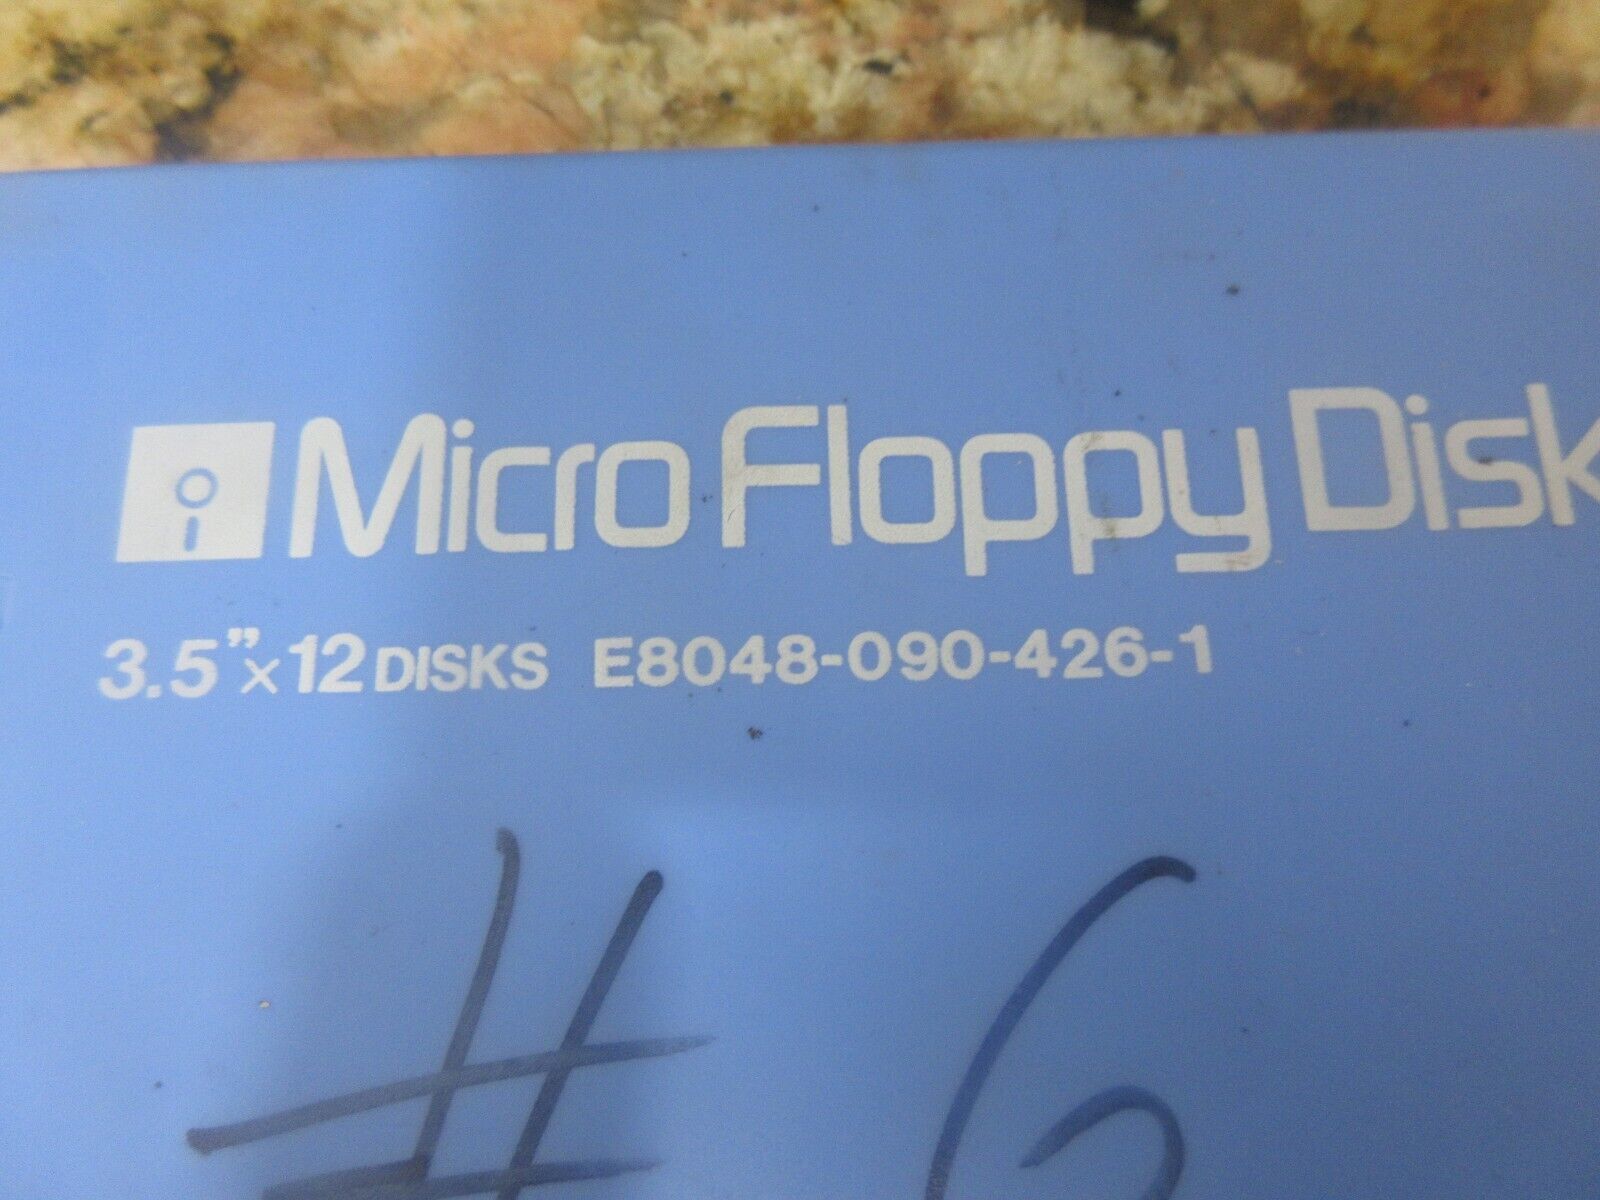 Micro Floppy Disk
3.5”×12 DISKS E8048-090-426-1
# 6